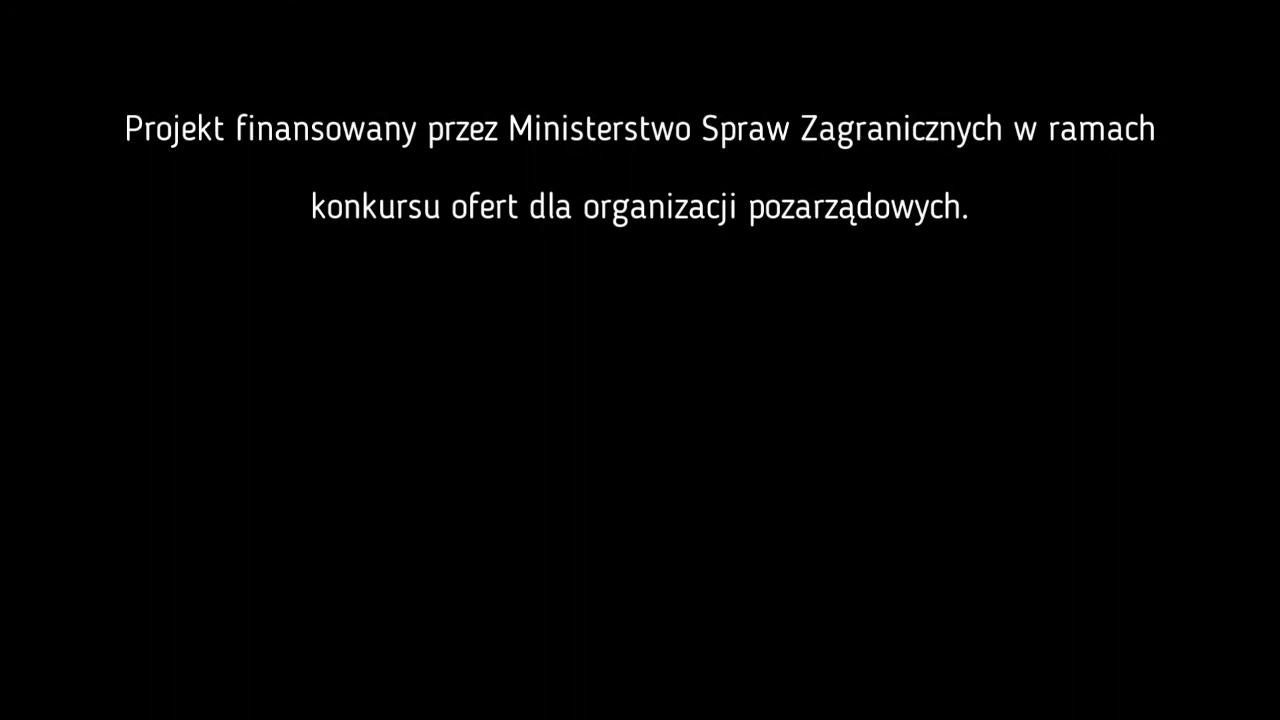 Projekt finansowany przez Ministerstwo Spraw Zagranicznych w ramach
konkursu ofert dla organizacji pozarządowych.